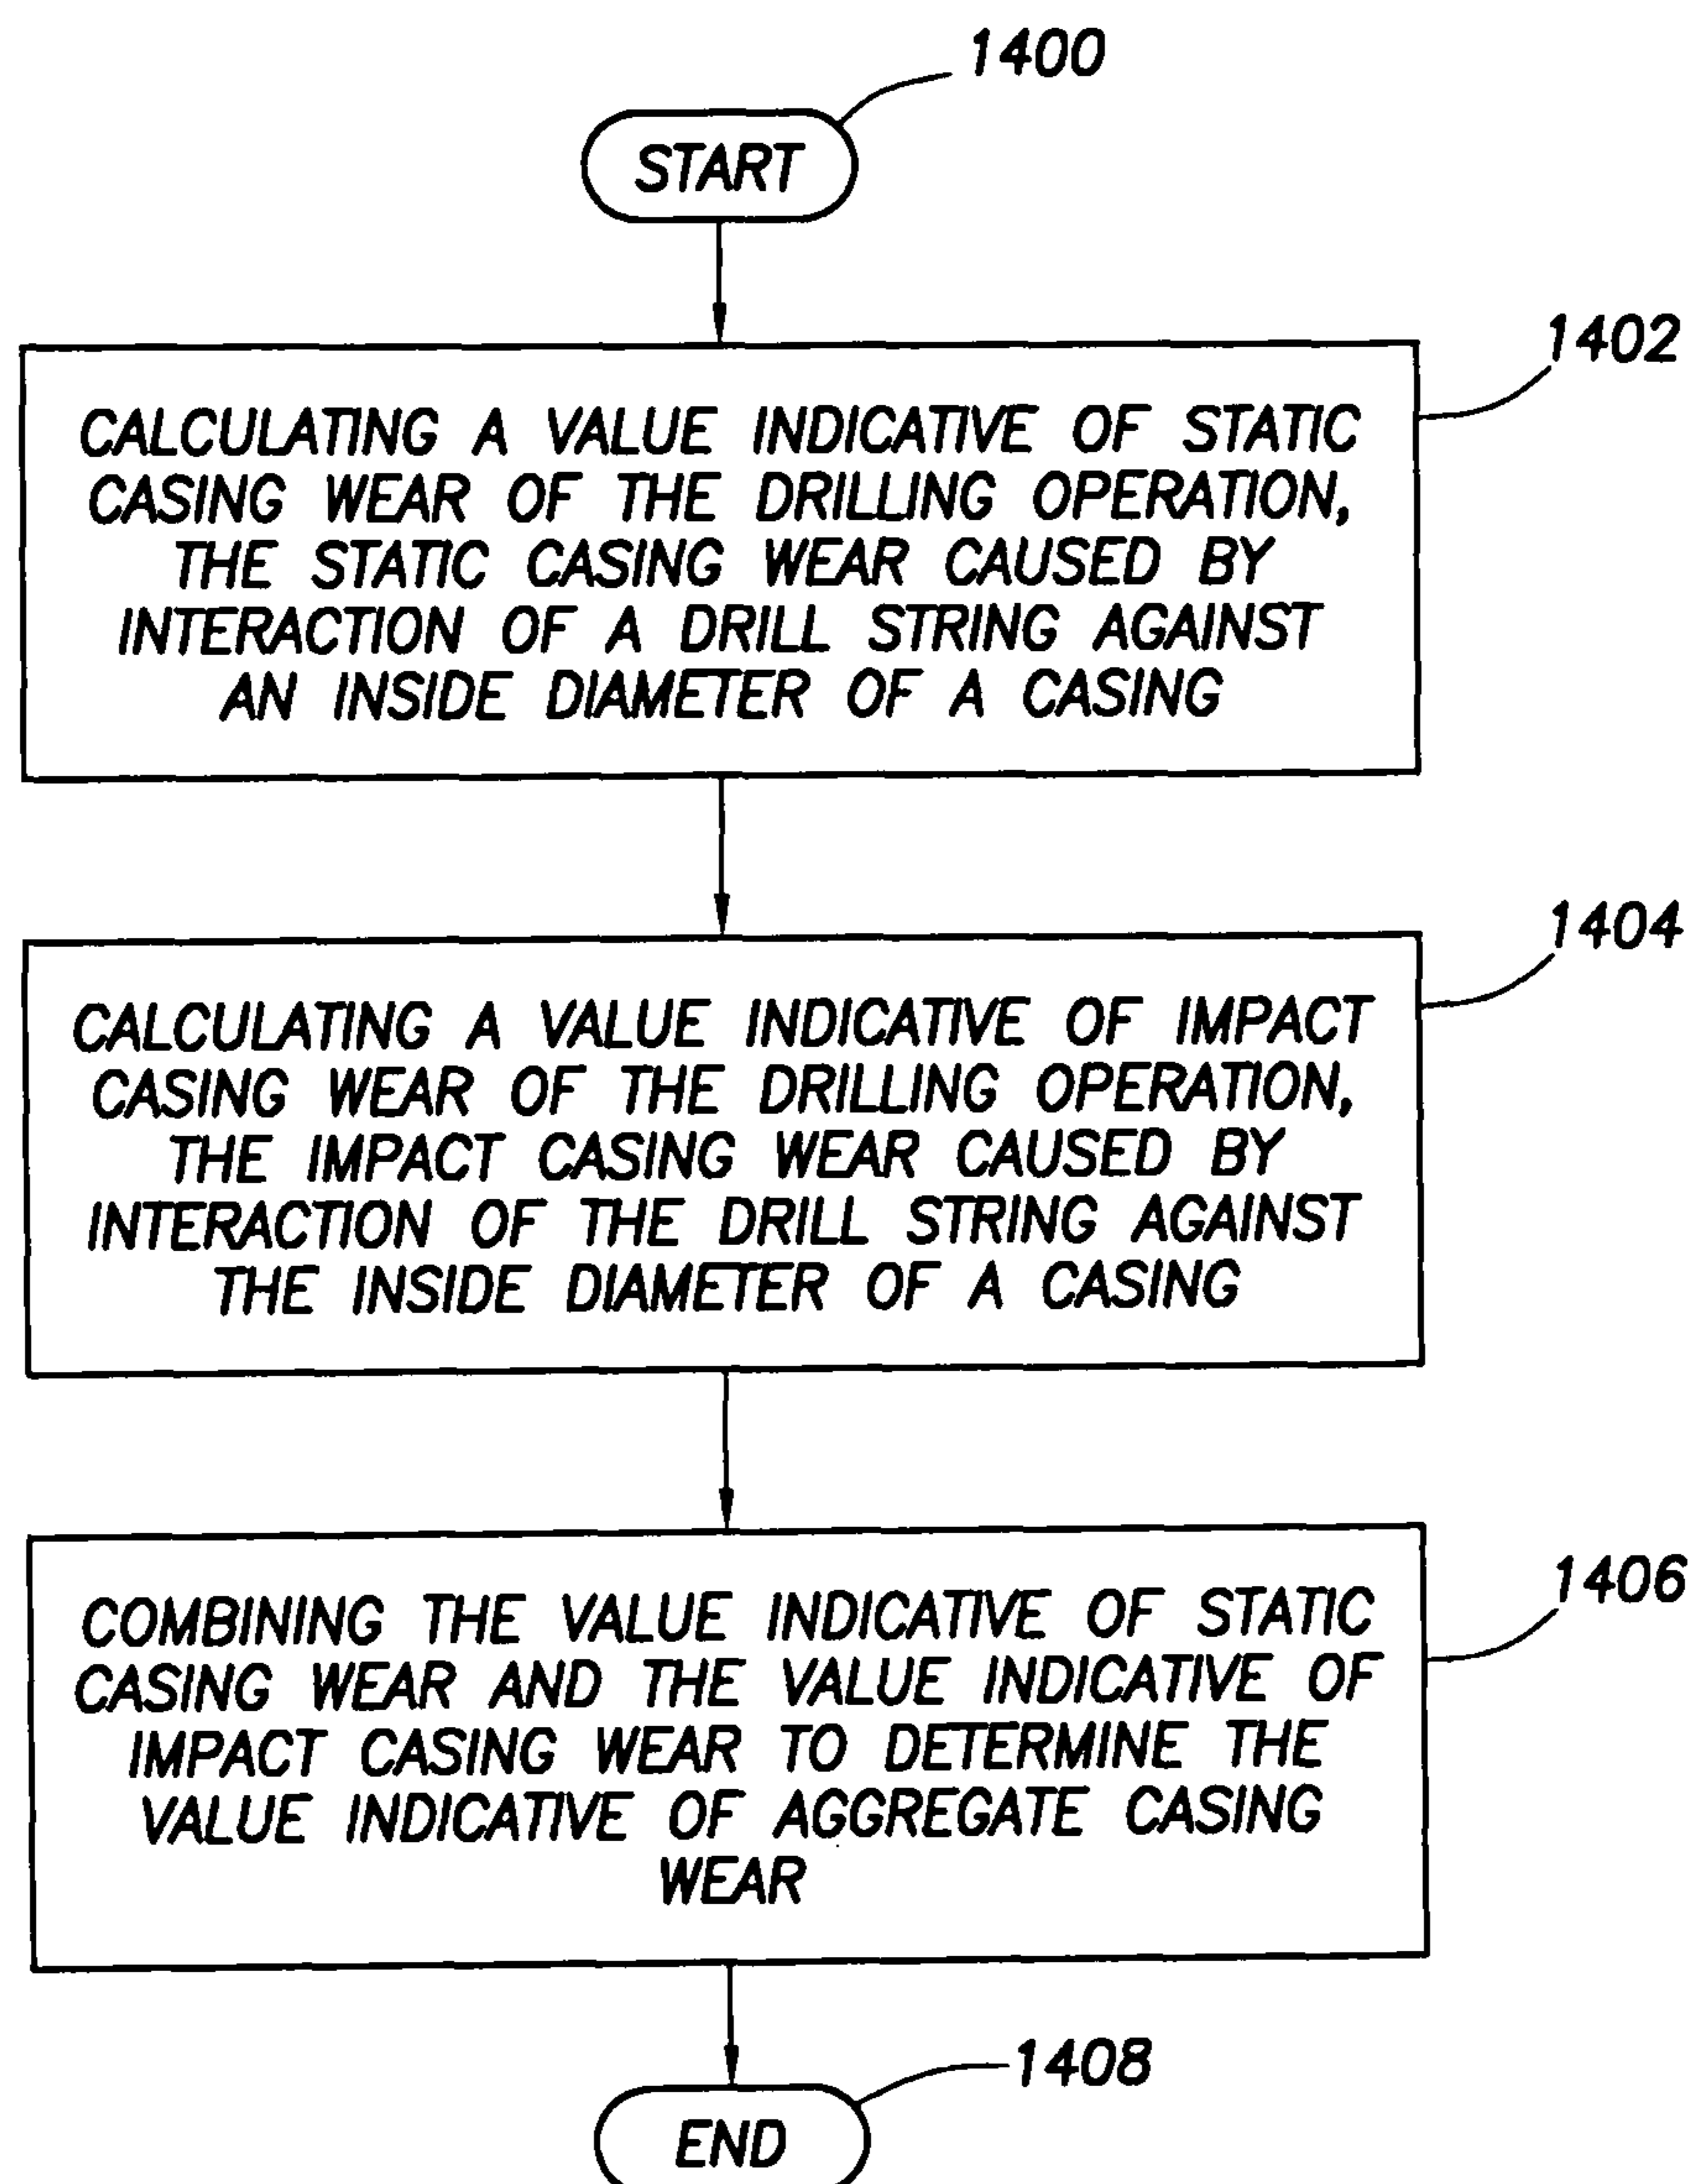 1400
START
1402
CALCULATING A VALUE INDICATIVE OF STATIC
CASING WEAR OF THE DRILLING OPERATION,
THE STATIC CASING WEAR CAUSED BY
INTERACTION OF A DRILL STRING AGAINST
AN INSIDE DIAMETER OF A CASING
1404
CALCULATING A VALUE INDICATIVE OF IMPACT
CASING WEAR OF THE DRILLING OPERATION,
THE IMPACT CASING WEAR CAUSED BY
INTERACTION OF THE DRILL STRING AGAINST
THE INSIDE DIAMETER OF A CASING
1406
COMBINING THE VALUE INDICATIVE OF STATIC
CASING WEAR AND THE VALUE INDICATIVE OF
IMPACT CASING WEAR TO DETERMINE THE
VALUE INDICATIVE OF AGGREGATE CASING
WEAR
1408
END